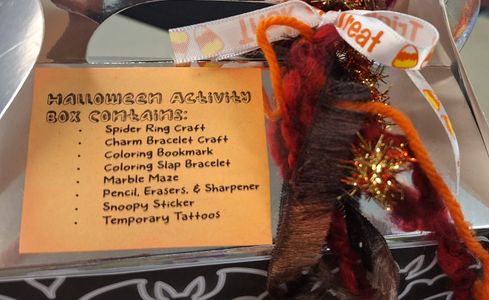 Halloween Activity
Box Contains:
• Spider Ring Craft
• Charm Bracelet Craft
• Coloring Bookmark
• Coloring Slap Bracelet
• Marble Maze
• Pencil, Erasers, & Sharpener
• Snoopy Sticker
• Temporary Tattoos
Treat